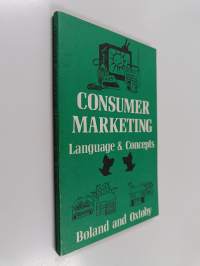 CONSUMER
MARKETING
Language & Concepts
Boland and Oxtoby